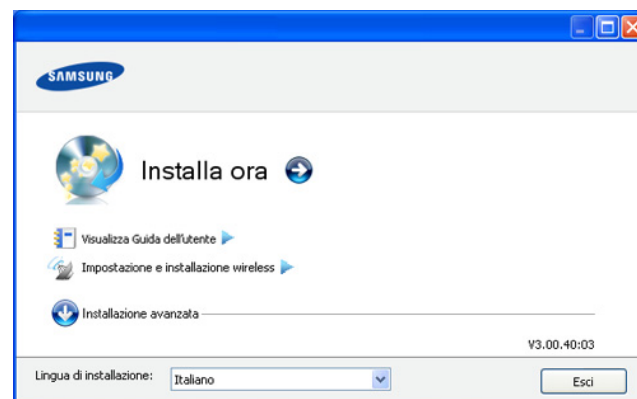 SAMSUNG
Installa ora
Visualizza Guida dell'utente
Impostazione e installazione wireless
Installazione avanzata
V3.00.40:03
Lingua di installazione: Italiano Esci